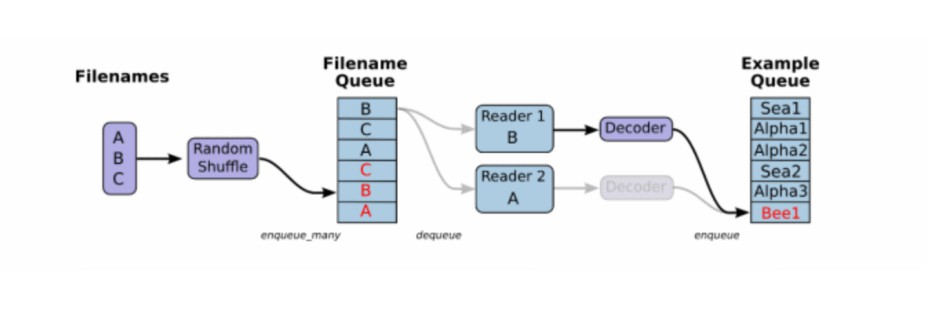 Filenames
A
B
C
Random
Shuffle
enqueue_many
Filename
Queue
B
C
A
C
B
A
dequeue
Reader 1
B
Reader 2
A
Decoder
Decoder
enqueue
Example
Queue
Sea1
Alpha1
Alpha2
Sea2
Alpha3
Bee1